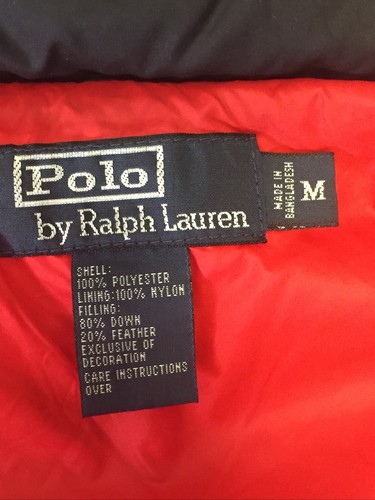 Polo
by Ralph Lauren
MADE IN
BANGLADESH
M
SHELL:
100% POLYESTER
LINING:100% NYLON
FILLING:
80% DOWN
20% FEATHER
EXCLUSIVE OF
DECORATION
CARE INSTRUCTIONS
OVER